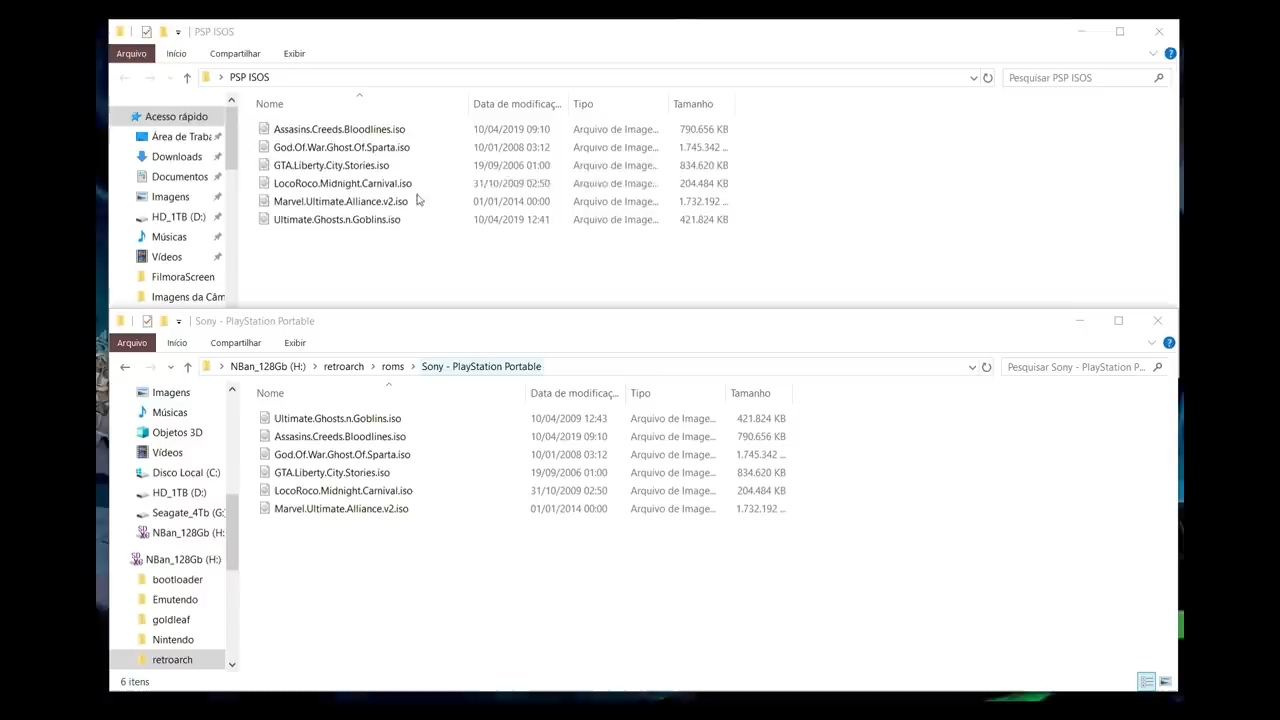 PSP ISOS
Arquivo Início Compartilhar Exibir
PSP ISOS Pesquisar PSP ISOS
Nome Data de modificaç... Tipo Tamanho
Acesso rápido
Área de Traba
Downloads
Documentos
Imagens
HD_1TB (D:)
Músicas
Vídeos
FilmoraScreen
Imagens da Câm
Assasins.Creeds.Bloodlines.iso 10/04/2019 09:10 Arquivo de Image... 790.656 KB
God.Of.War.Ghost.Of.Sparta.iso 10/01/2008 03:12 Arquivo de Image... 1.745.342 ...
GTA.Liberty.City.Stories.iso 19/09/2006 01:00 Arquivo de Image... 834.620 KB
LocoRoco.Midnight.Carnival.iso 31/10/2009 02:50 Arquivo de Image... 204.484 KB
Marvel.Ultimate.Alliance.v2.iso 01/01/2014 00:00 Arquivo de Image... 1.732.192 ...
Ultimate.Ghosts.n.Goblins.iso 10/04/2019 12:41 Arquivo de Image... 421.824 KB
Sony - PlayStation Portable
Arquivo Início Compartilhar Exibir
NBan_128Gb (H:) > retroarch > roms > Sony - PlayStation Portable Pesquisar Sony - PlayStation P...
Nome Data de modificaç... Tipo Tamanho
Imagens
Músicas
Objetos 3D
Vídeos
Disco Local (C:)
HD_1TB (D:)
Seagate_4Tb (G:
NBan_128Gb (H:
NBan_128Gb (H:)
bootloader
Emutendo
goldleaf
Nintendo
retroarch
Ultimate.Ghosts.n.Goblins.iso 10/04/2009 12:43 Arquivo de Image... 421.824 KB
Assasins.Creeds.Bloodlines.iso 10/04/2019 09:10 Arquivo de Image... 790.656 KB
God.Of.War.Ghost.Of.Sparta.iso 10/01/2008 03:12 Arquivo de Image... 1.745.342 ...
GTA.Liberty.City.Stories.iso 19/09/2006 01:00 Arquivo de Image... 834.620 KB
LocoRoco.Midnight.Carnival.iso 31/10/2009 02:50 Arquivo de Image... 204.484 KB
Marvel.Ultimate.Alliance.v2.iso 01/01/2014 00:00 Arquivo de Image... 1.732.192 ...
6 itens